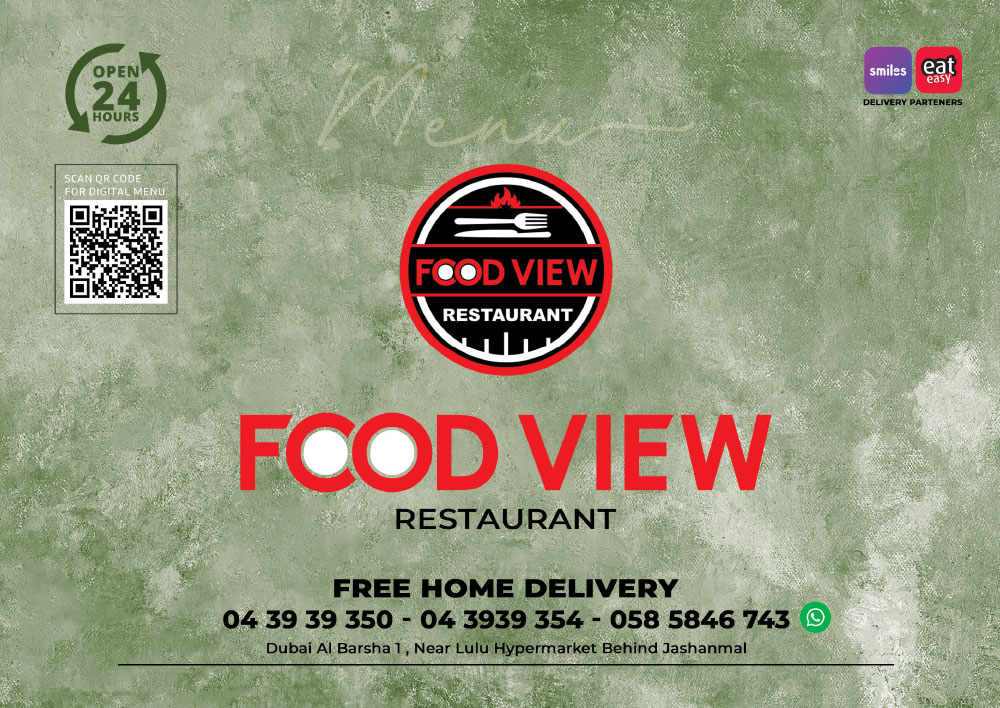 OPEN
24
HOURS
smiles
eat
easy
DELIVERY PARTENERS
Menu
SCAN QR CODE
FOR DIGITAL MENU
FOOD VIEW
RESTAURANT
FOOD VIEW
RESTAURANT
FREE HOME DELIVERY
04 39 39 350 - 04 3939 354 - 058 5846 743
Dubai Al Barsha 1 , Near Lulu Hypermarket Behind Jashanmal